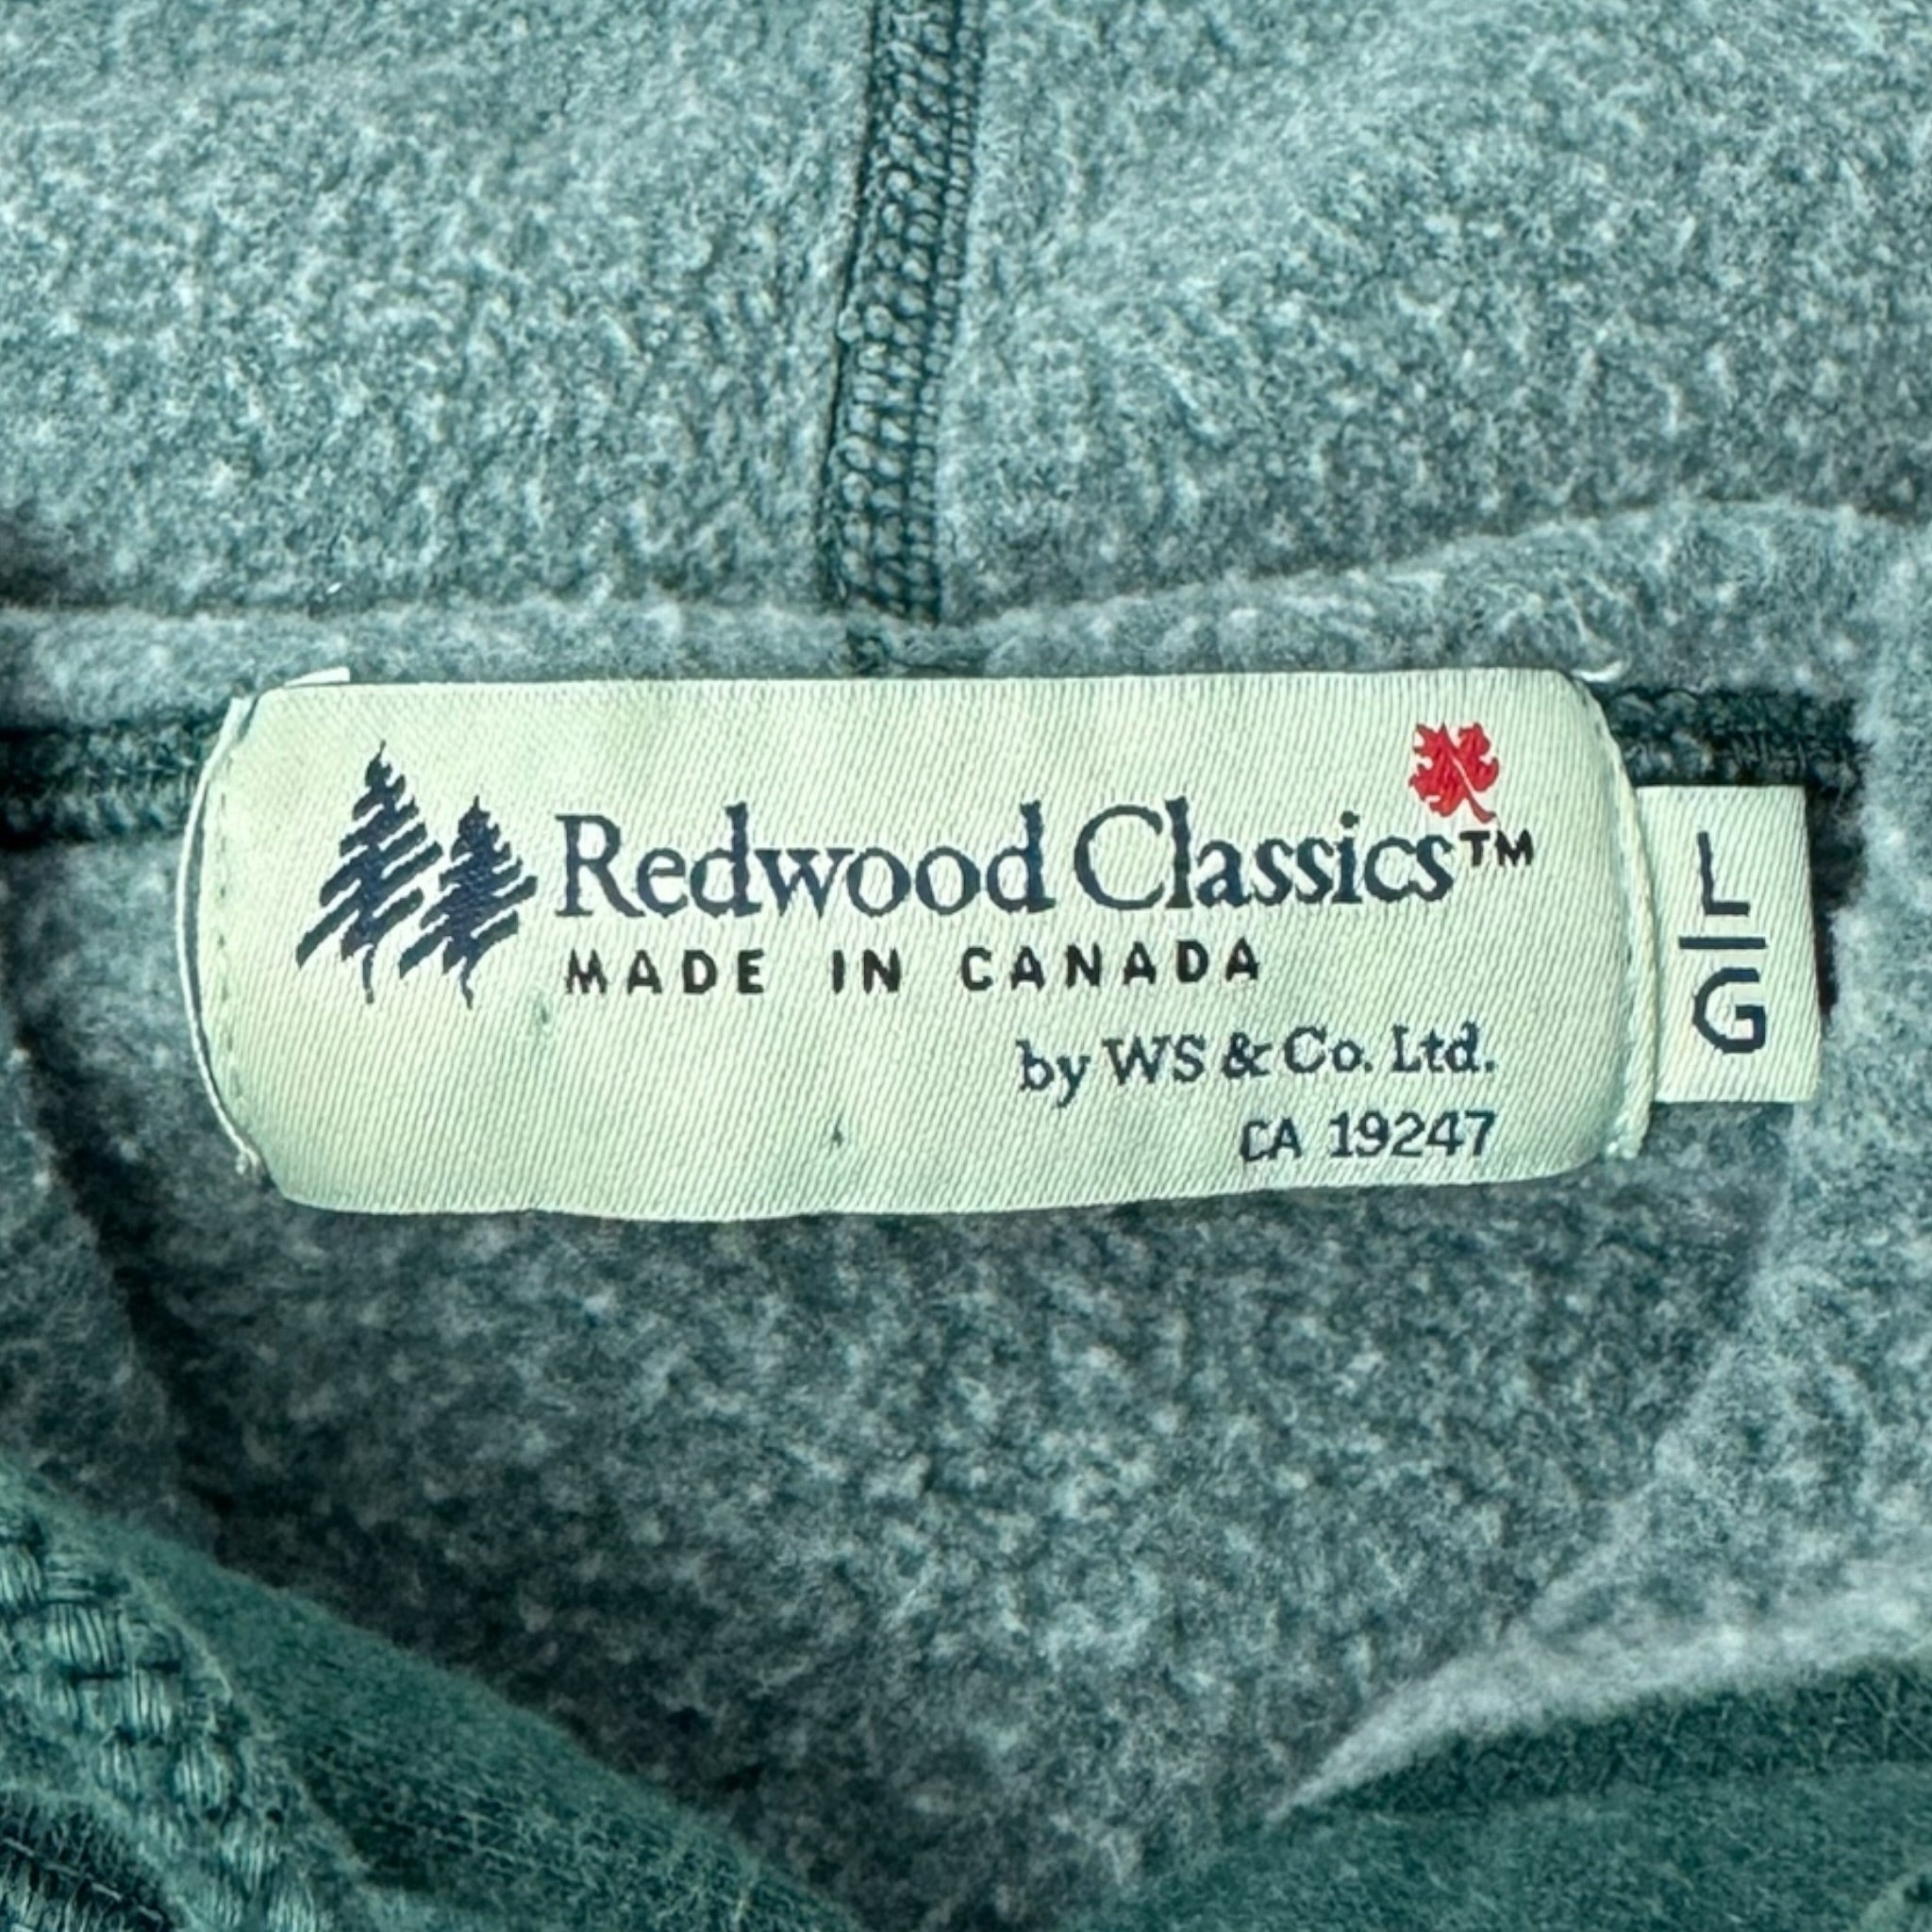 Redwood Classics™
MADE IN CANADA
by WS & Co. Ltd.
CA 19247
L
G